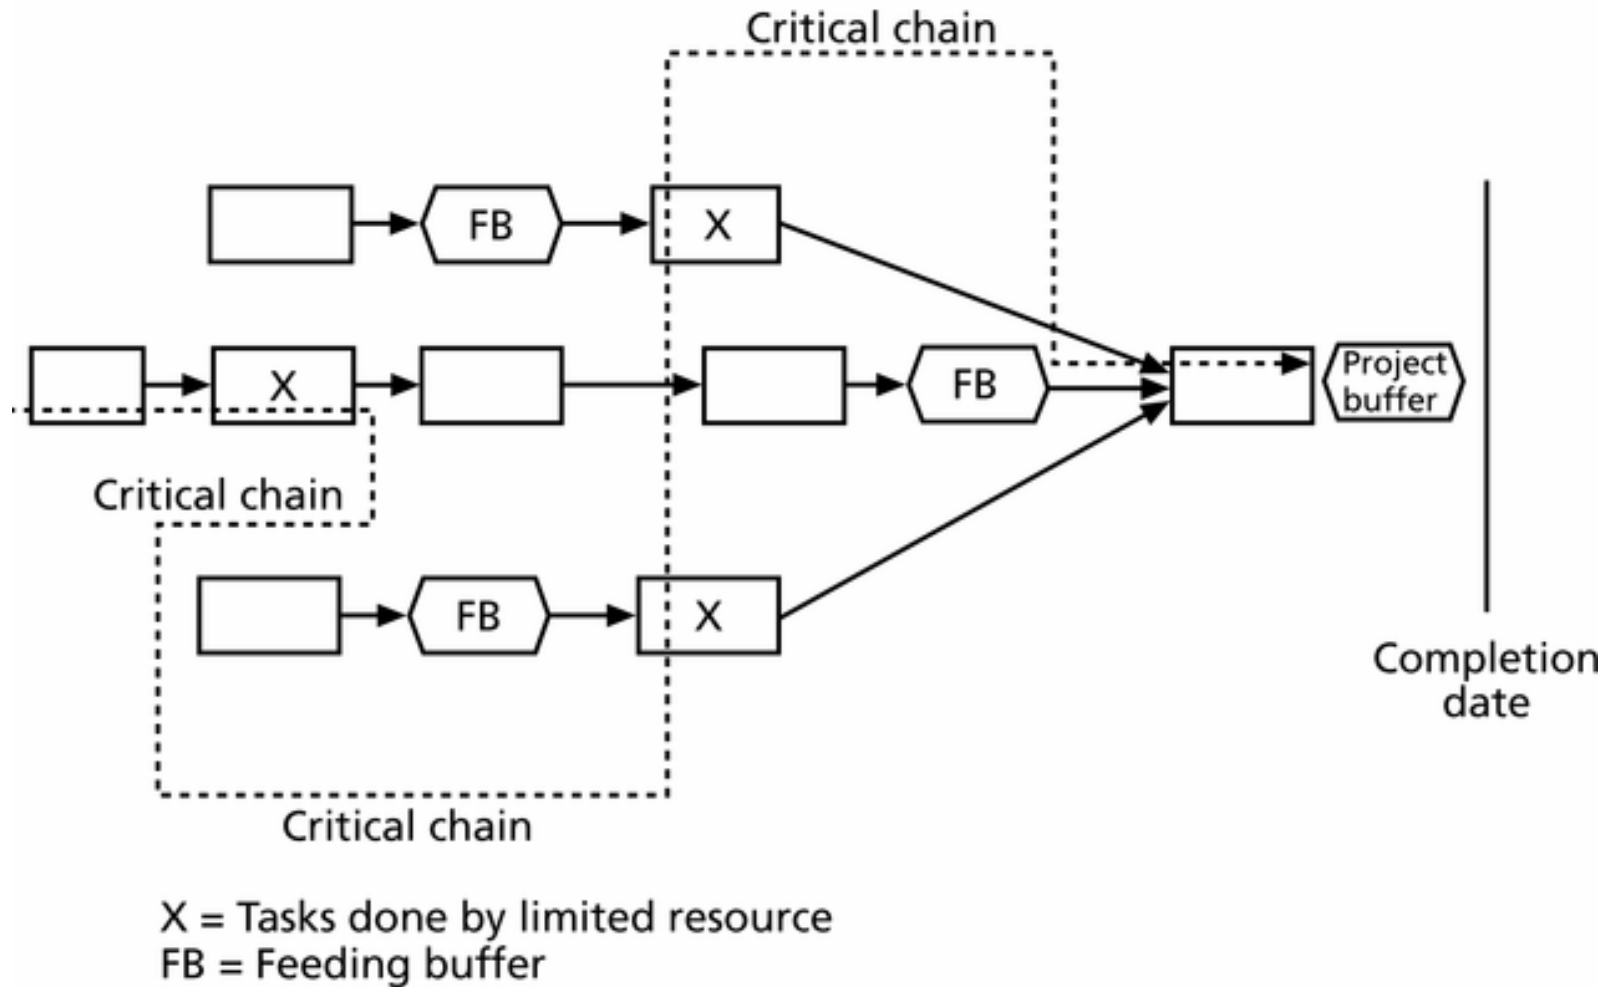 Critical chain
FB
X
X
FB
Project
buffer
Critical chain
FB
X
Completion
date
Critical chain
X = Tasks done by limited resource
FB = Feeding buffer